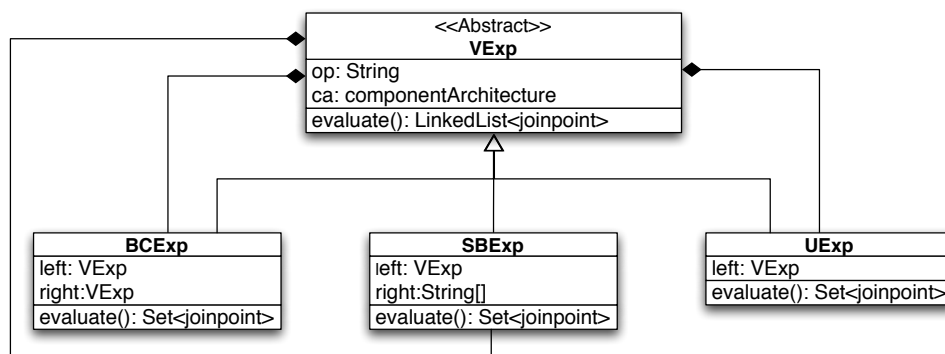 <<Abstract>>
VExp
op: String
ca: componentArchitecture
evaluate(): LinkedList<joinpoint>
BCExp
left: VExp
right:VExp
evaluate(): Set<joinpoint>
SBExp
left: VExp
right:String[]
evaluate(): Set<joinpoint>
UExp
left: VExp
evaluate(): Set<joinpoint>